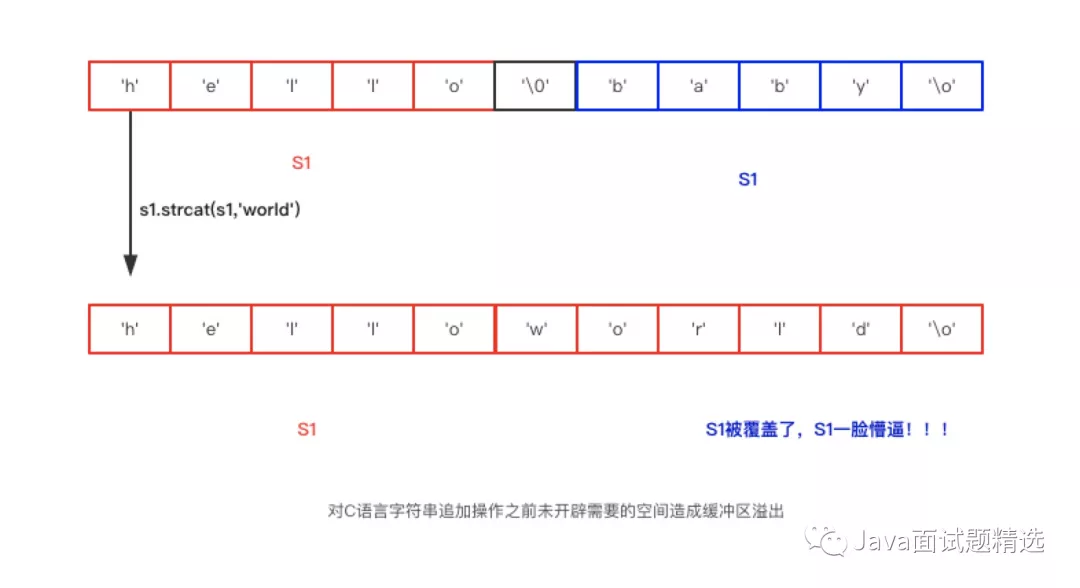 'h' 'e' 'l' 'l' 'o' '\0' 'b' 'a' 'b' 'y' '\o'
S1
S1
s1.strcat(s1,'world')
'h' 'e' 'l' 'l' 'o' 'w' 'o' 'r' 'l' 'd' '\o'
S1
S1被覆盖了，S1一脸懵逼！！！
对C语言字符串追加操作之前未开辟需要的空间造成缓冲区溢出
Java面试题精选